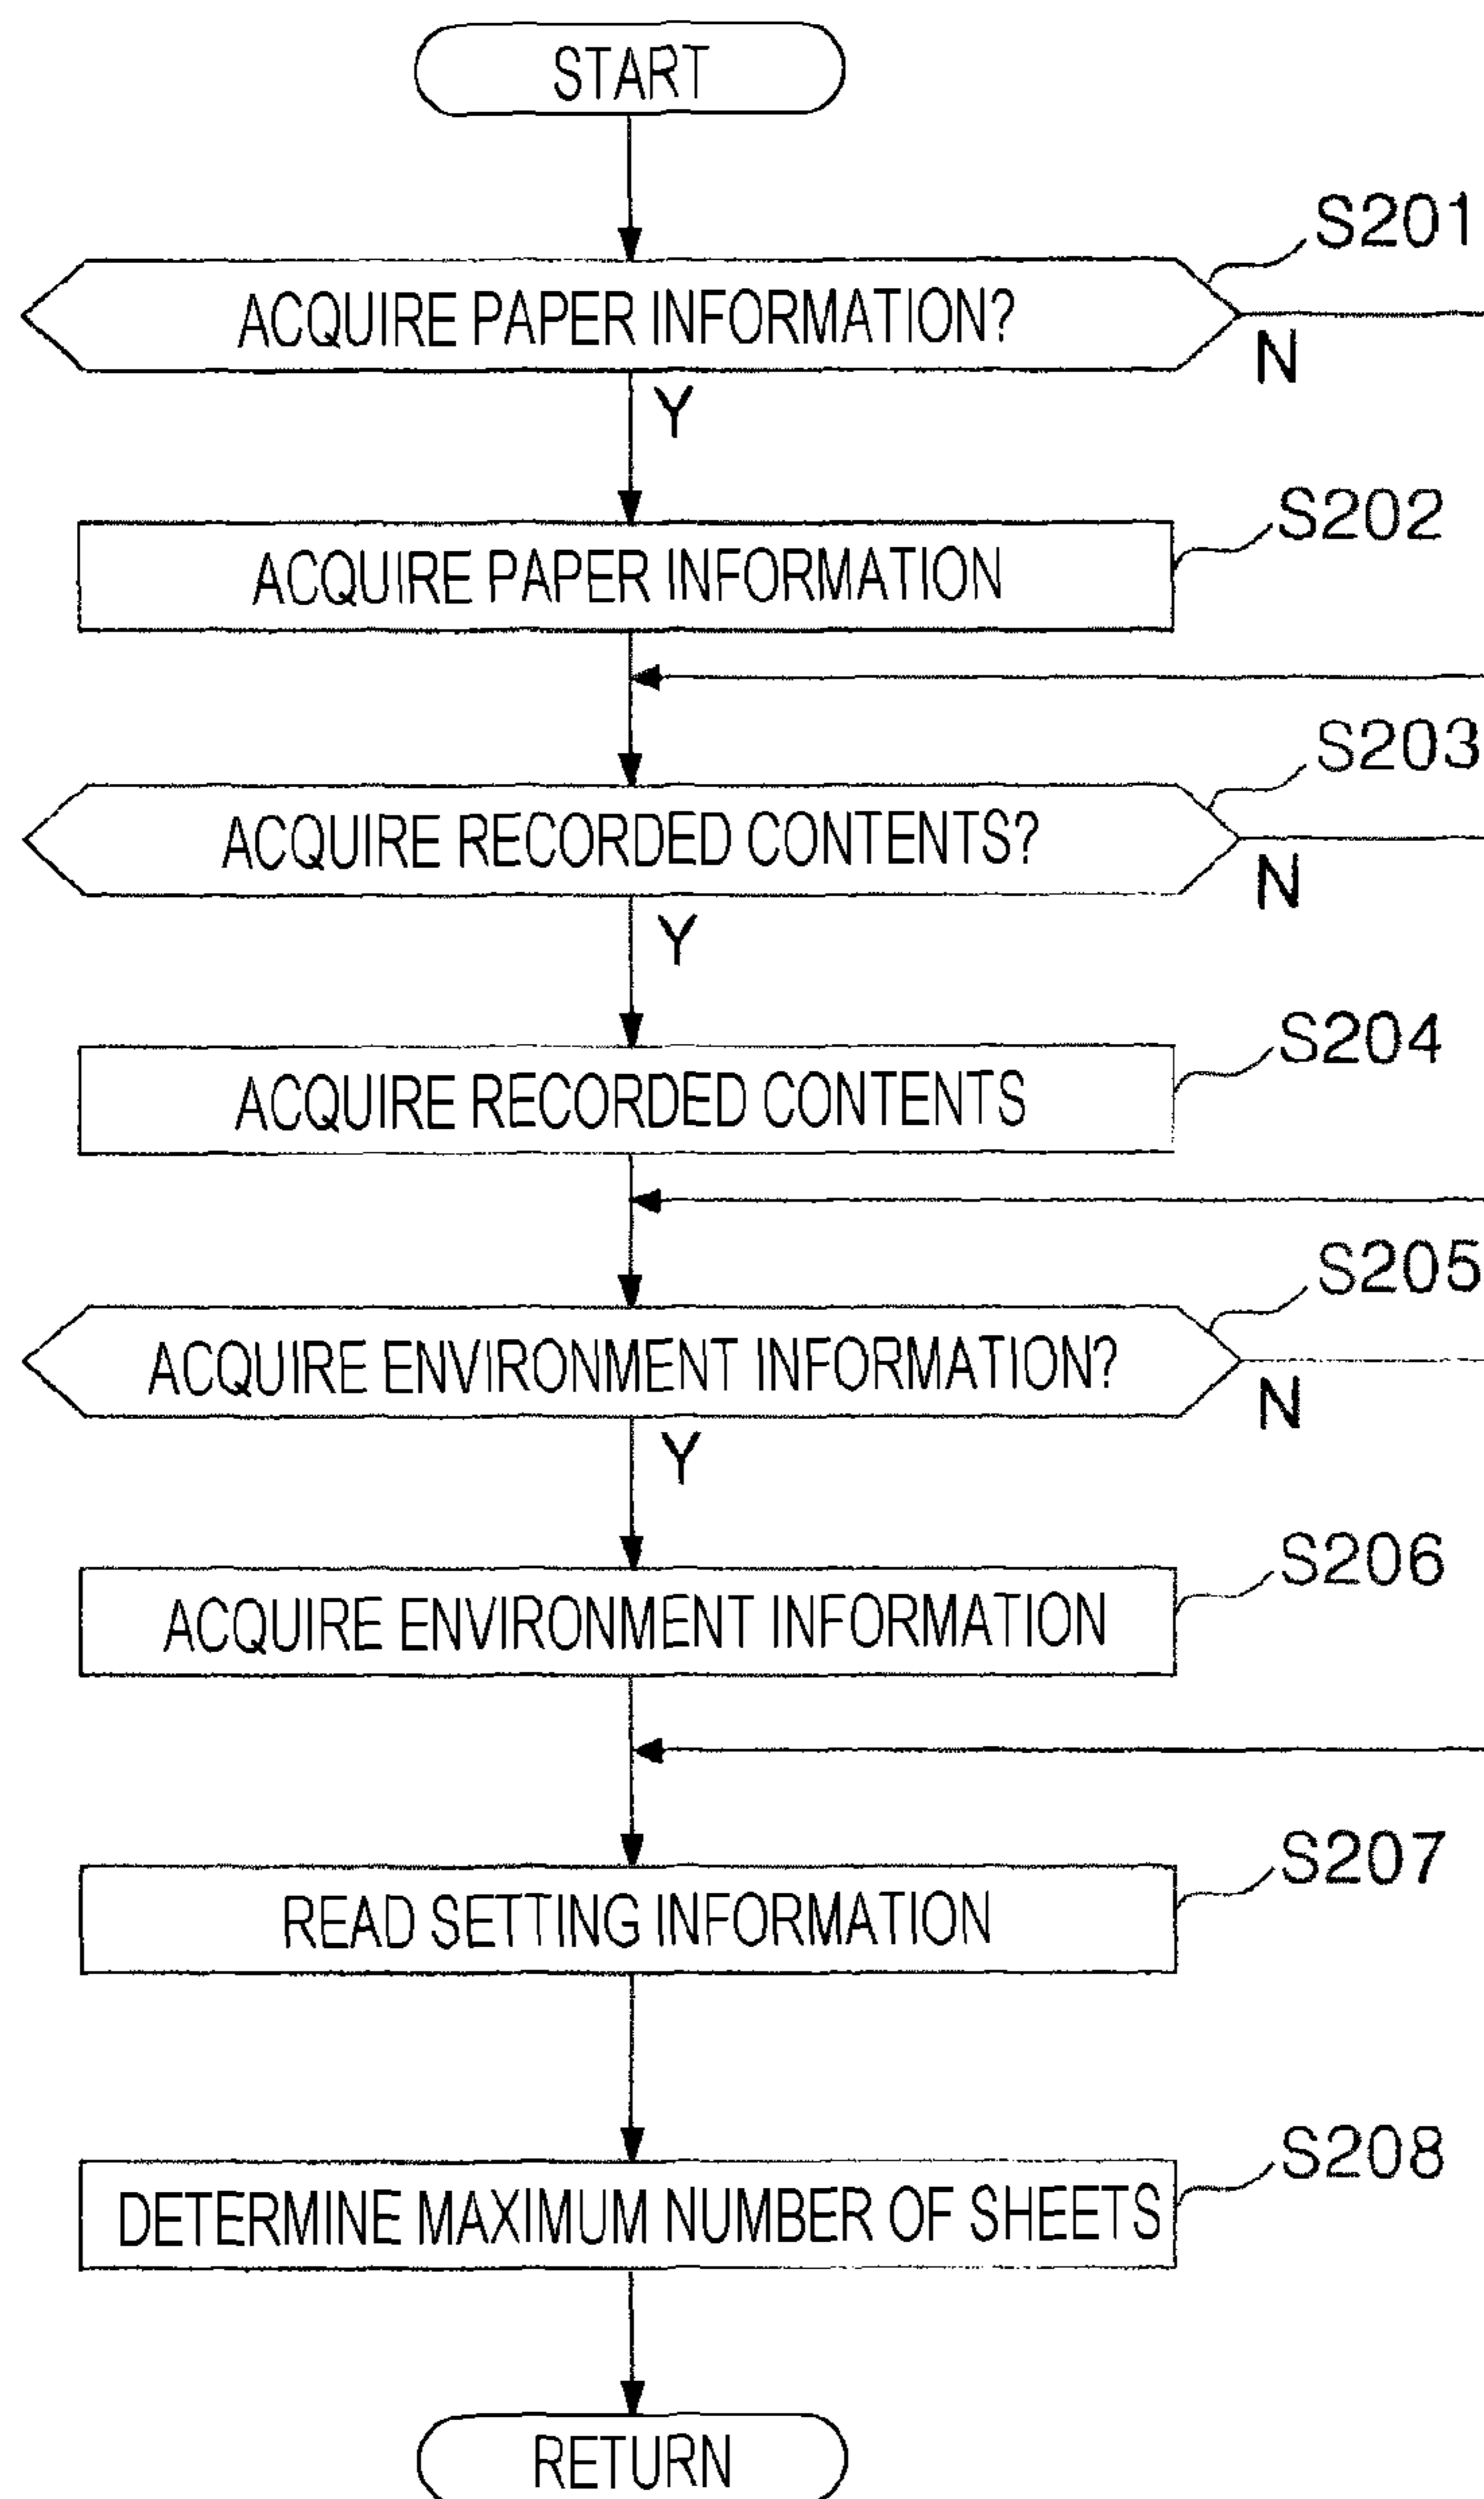 START
S201
ACQUIRE PAPER INFORMATION?
N
Y
S202
ACQUIRE PAPER INFORMATION
S203
ACQUIRE RECORDED CONTENTS?
N
Y
S204
ACQUIRE RECORDED CONTENTS
S205
ACQUIRE ENVIRONMENT INFORMATION?
N
Y
S206
ACQUIRE ENVIRONMENT INFORMATION
S207
READ SETTING INFORMATION
S208
DETERMINE MAXIMUM NUMBER OF SHEETS
RETURN